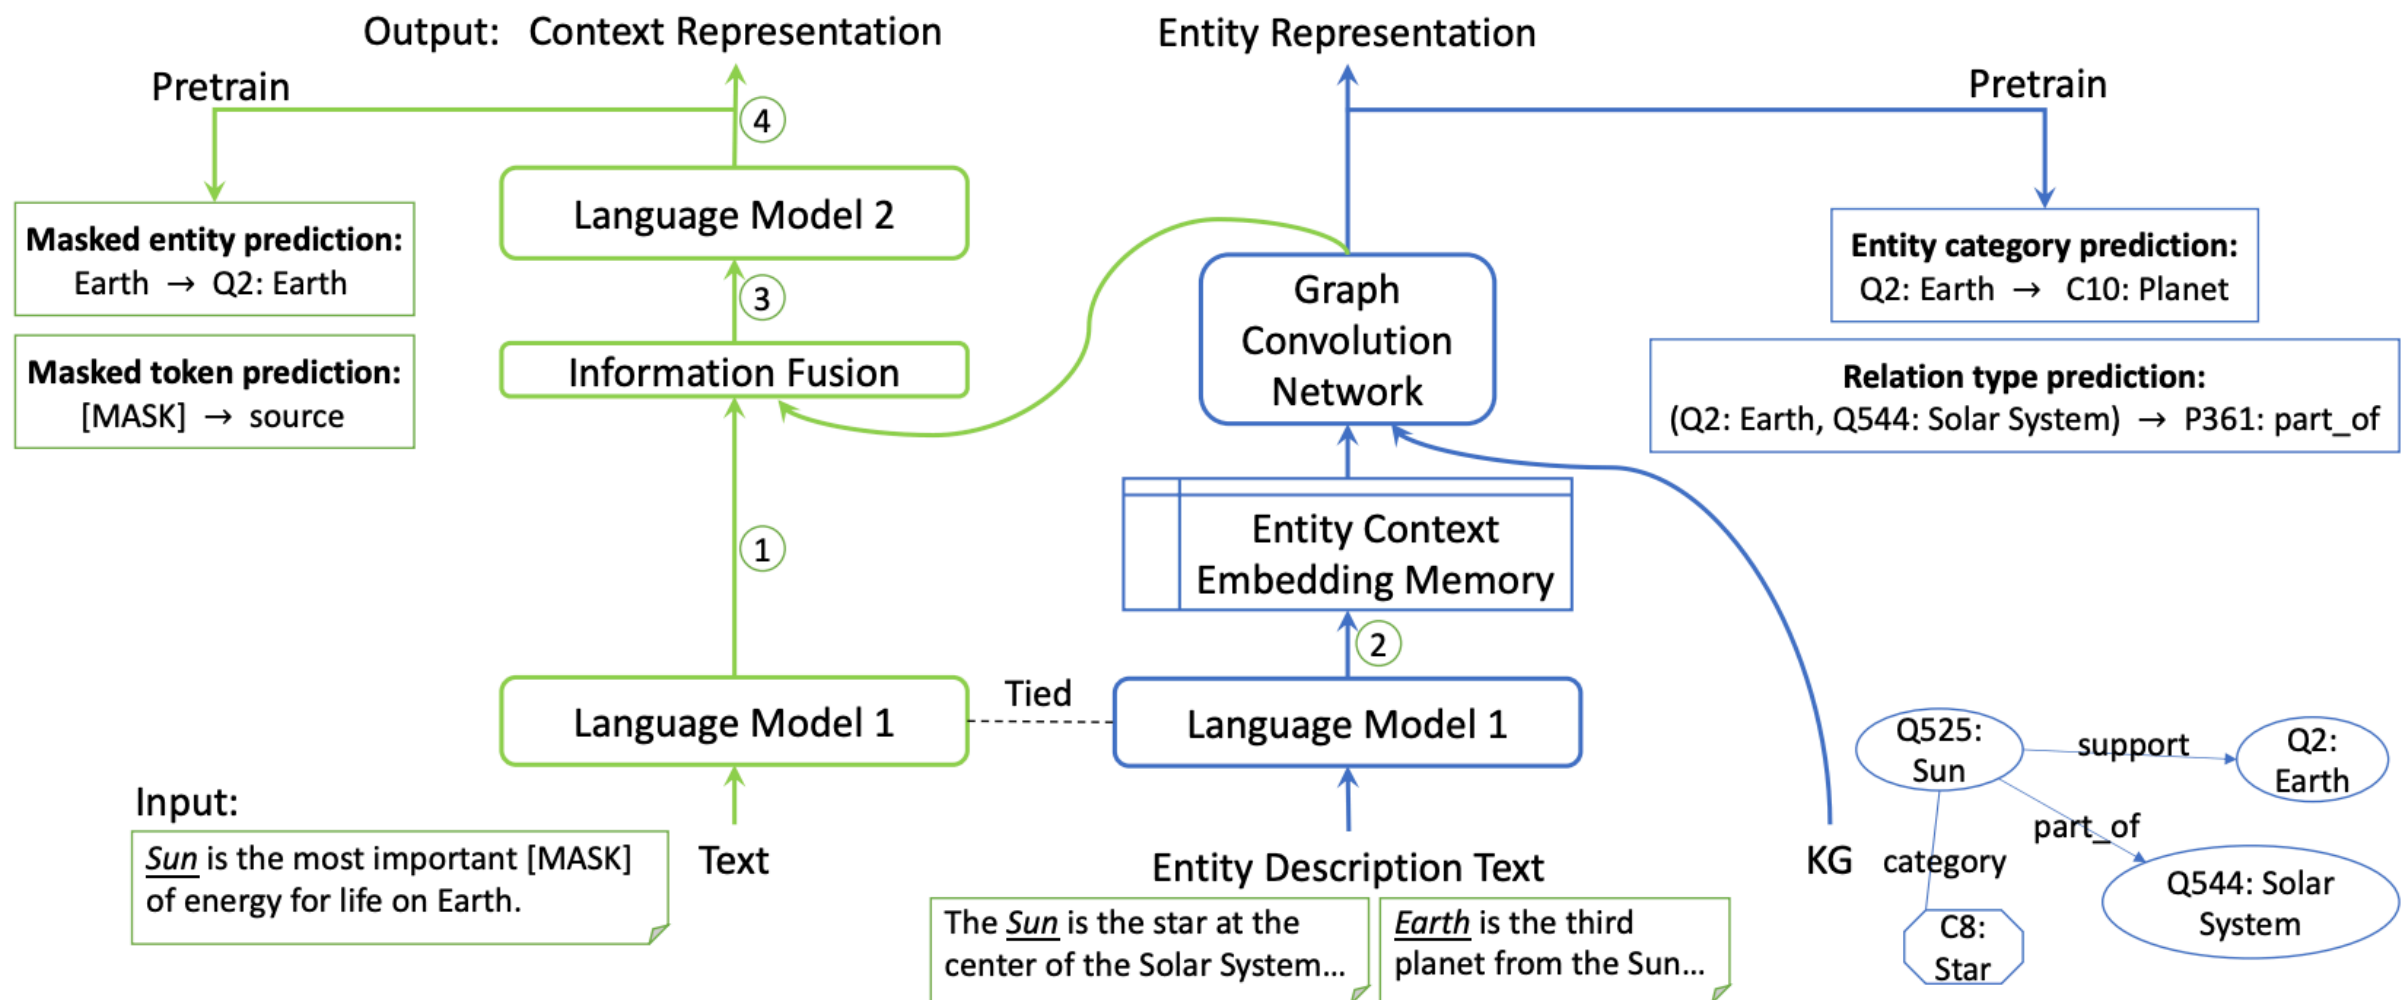 Output: Context Representation
Entity Representation
Pretrain
Pretrain
4
Language Model 2
Masked entity prediction:
Earth → Q2: Earth
Entity category prediction:
Q2: Earth → C10: Planet
3
Graph
Convolution
Network
Information Fusion
Masked token prediction:
[MASK] → source
Relation type prediction:
(Q2: Earth, Q544: Solar System) → P361: part_of
1
Entity Context
Embedding Memory
2
Language Model 1
Tied
Language Model 1
Q525:
Sun
support
Q2:
Earth
part_of
category
Q544: Solar
System
C8:
Star
Input:
Sun is the most important [MASK]
of energy for life on Earth.
Text
Entity Description Text
KG
The Sun is the star at the
center of the Solar System...
Earth is the third
planet from the Sun...